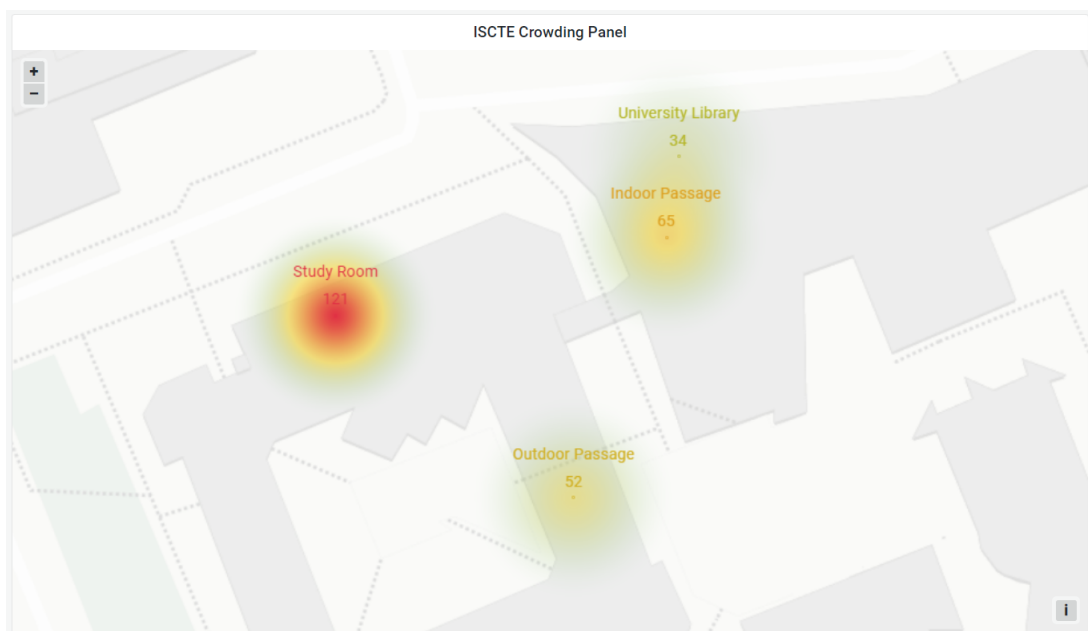 ISCTE Crowding Panel
+
−
University Library
34
Indoor Passage
65
Study Room
121
Outdoor Passage
52
i